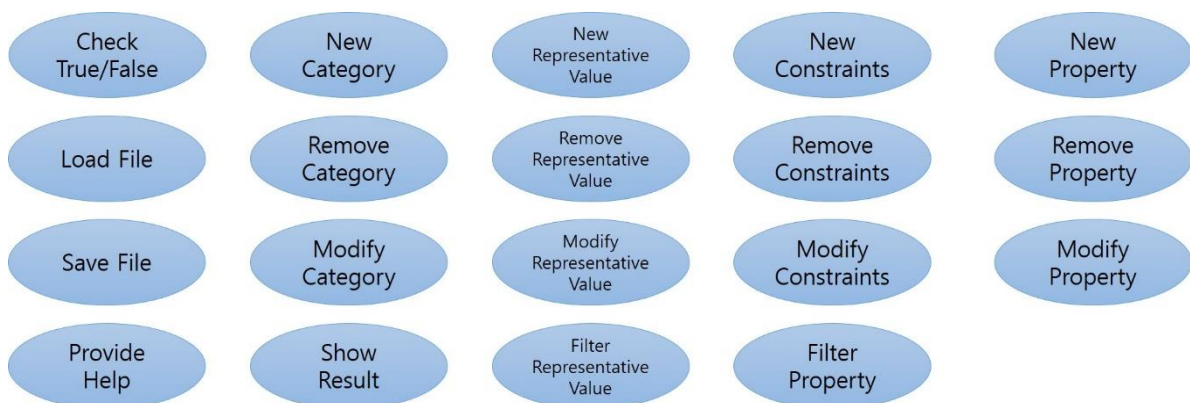 Check
True/False
New
Category
New
Representative
Value
New
Constraints
New
Property
Load File
Remove
Category
Remove
Representative
Value
Remove
Constraints
Remove
Property
Save File
Modify
Category
Modify
Representative
Value
Modify
Constraints
Modify
Property
Provide
Help
Show
Result
Filter
Representative
Value
Filter
Property